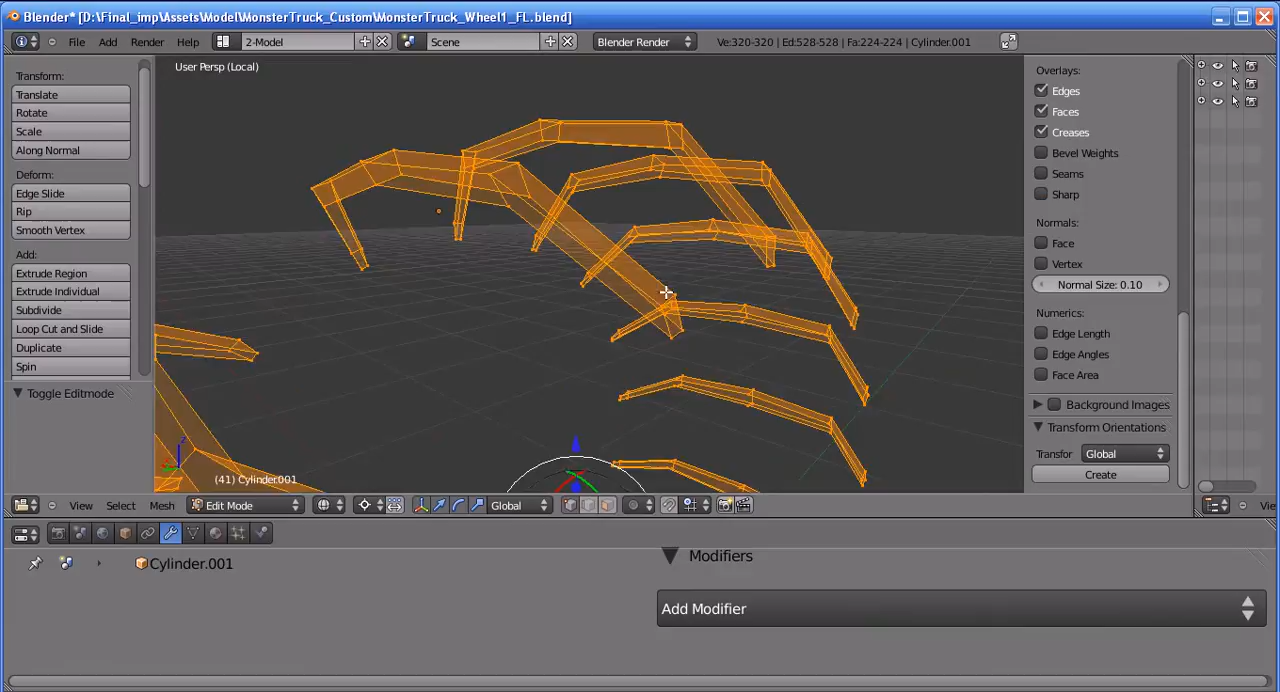 Blender* [D:\Final_imp\Assets\Model\MonsterTruck_Custom\MonsterTruck_Wheel1_FL.blend]
File Add Render Help 2-Model Scene Blender Render Ve:320-320 | Ed:528-528 | Fa:224-224 | Cylinder.001
User Persp (Local)
Transform:
Translate
Rotate
Scale
Along Normal
Deform:
Edge Slide
Rip
Smooth Vertex
Add:
Extrude Region
Extrude Individual
Subdivide
Loop Cut and Slide
Duplicate
Spin
Toggle Editmode
(41) Cylinder.001
Overlays:
Edges
Faces
Creases
Bevel Weights
Seams
Sharp
Normals:
Face
Vertex
Normal Size: 0.10
Numerics:
Edge Length
Edge Angles
Face Area
Background Images
Transform Orientations
Transfor Global
Create
View Select Mesh Edit Mode Global
Vie
Cylinder.001
Modifiers
Add Modifier